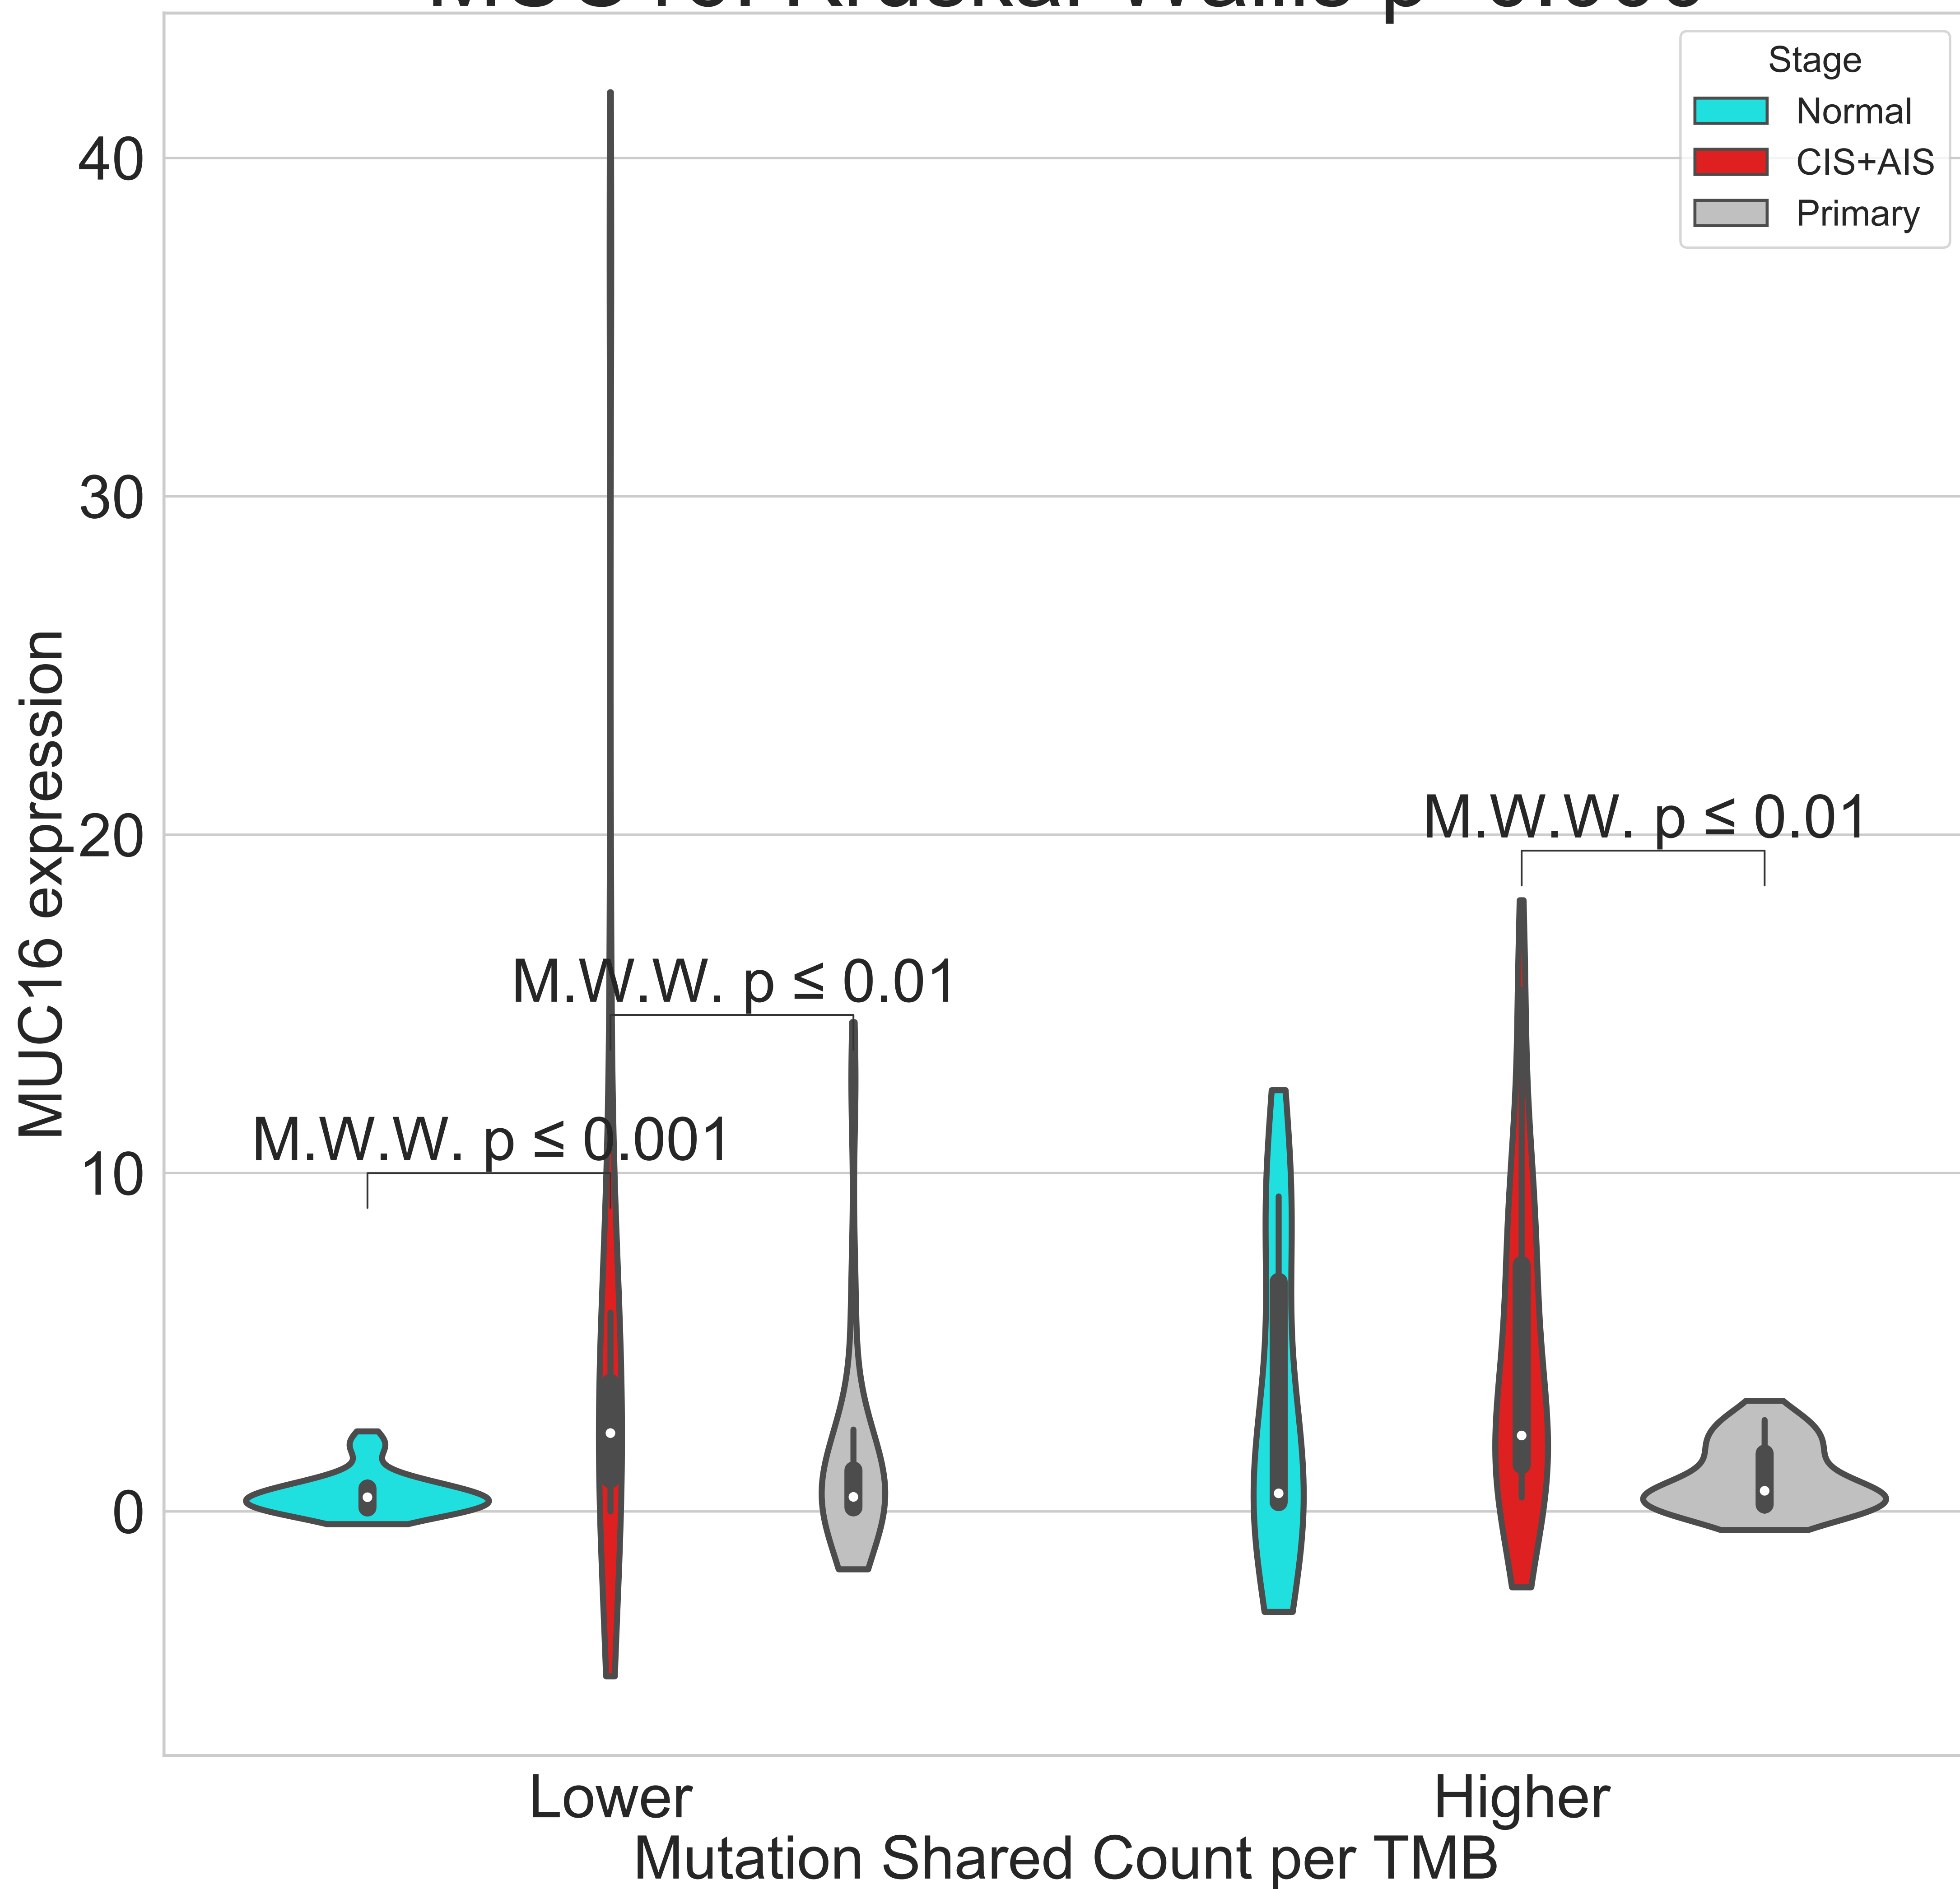 Stage
Normal
CIS+AIS
Primary
40
30
20
10
0
MUC16 expression
M.W.W. p ≤ 0.01
M.W.W. p ≤ 0.01
M.W.W. p ≤ 0.001
Lower
Higher
Mutation Shared Count per TMB